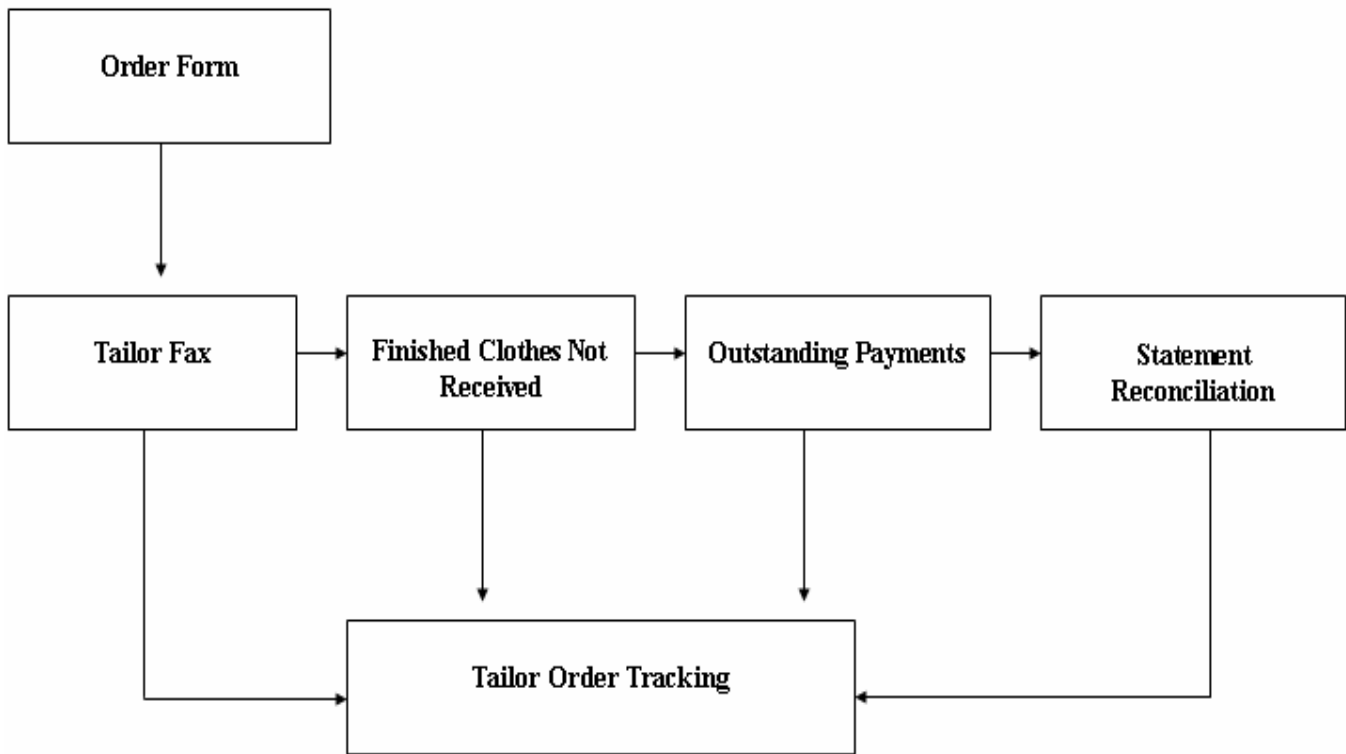 Order Form
Tailor Fax
Finished Clothes Not
Received
Outstanding Payments
Statement
Reconciliation
Tailor Order Tracking